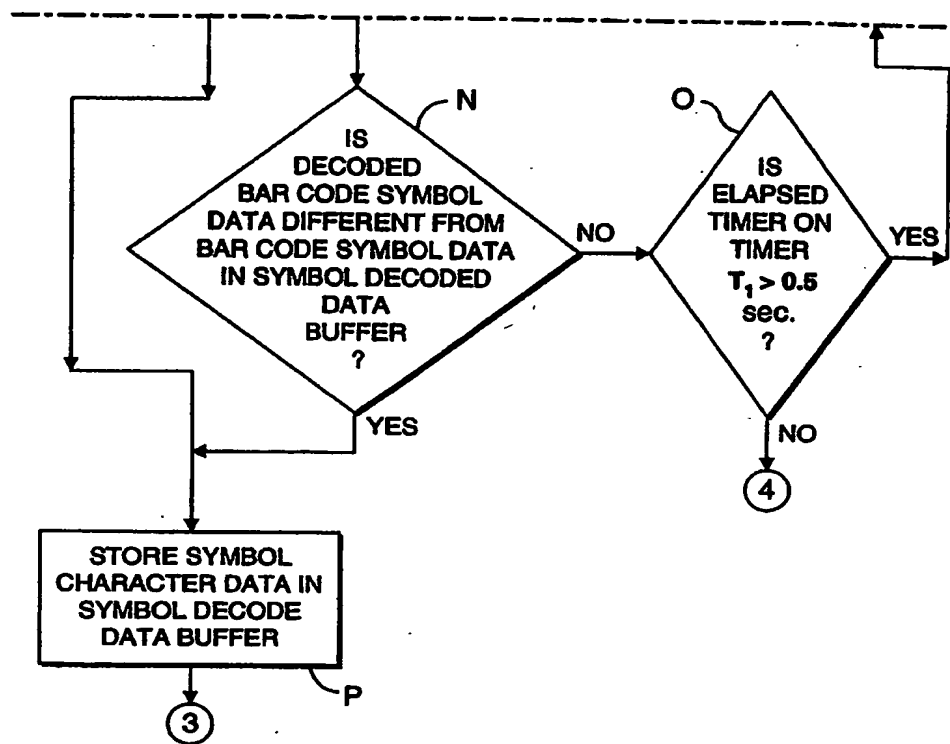 N
IS
DECODED
BAR CODE SYMBOL
DATA DIFFERENT FROM
BAR CODE SYMBOL DATA
IN SYMBOL DECODED
DATA
BUFFER
?
NO
YES
O
IS
ELAPSED
TIMER ON
TIMER
T₁ > 0.5
sec.
?
YES
NO
4
STORE SYMBOL
CHARACTER DATA IN
SYMBOL DECODE
DATA BUFFER
P
3